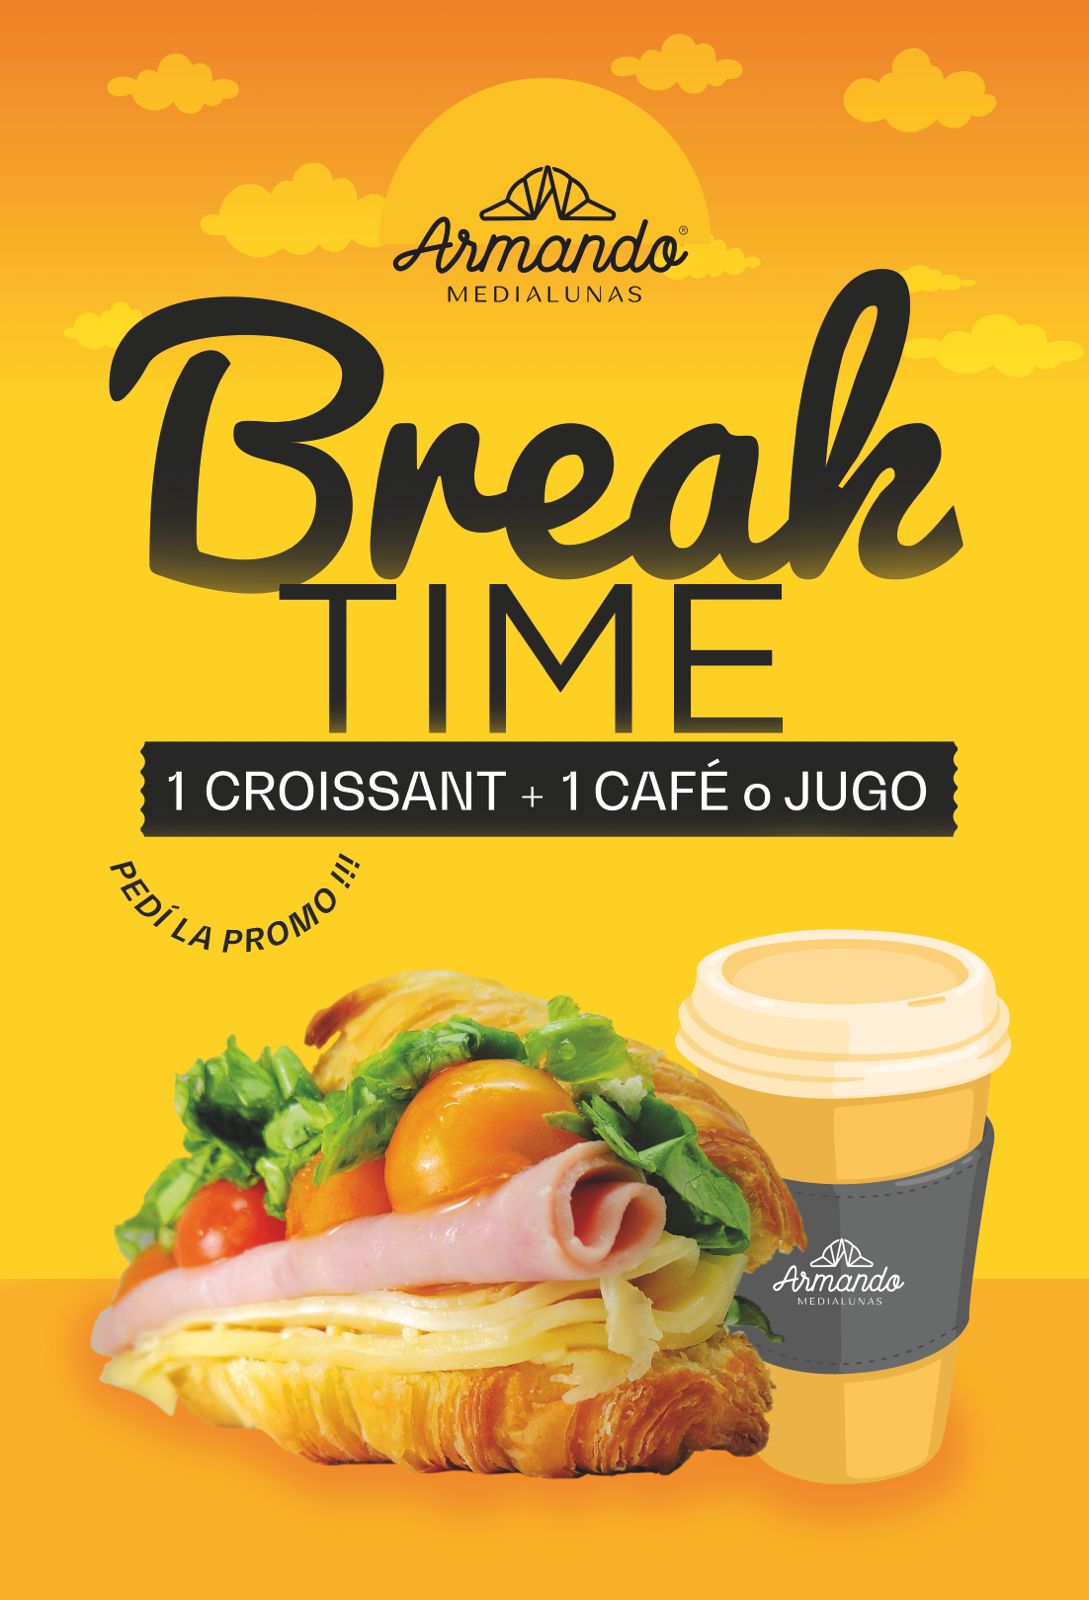 Armando®
MEDIALUNAS
Break
TIME
1 CROISSANT + 1 CAFÉ o JUGO
PEDÍ LA PROMO !!!
Armando
MEDIALUNAS